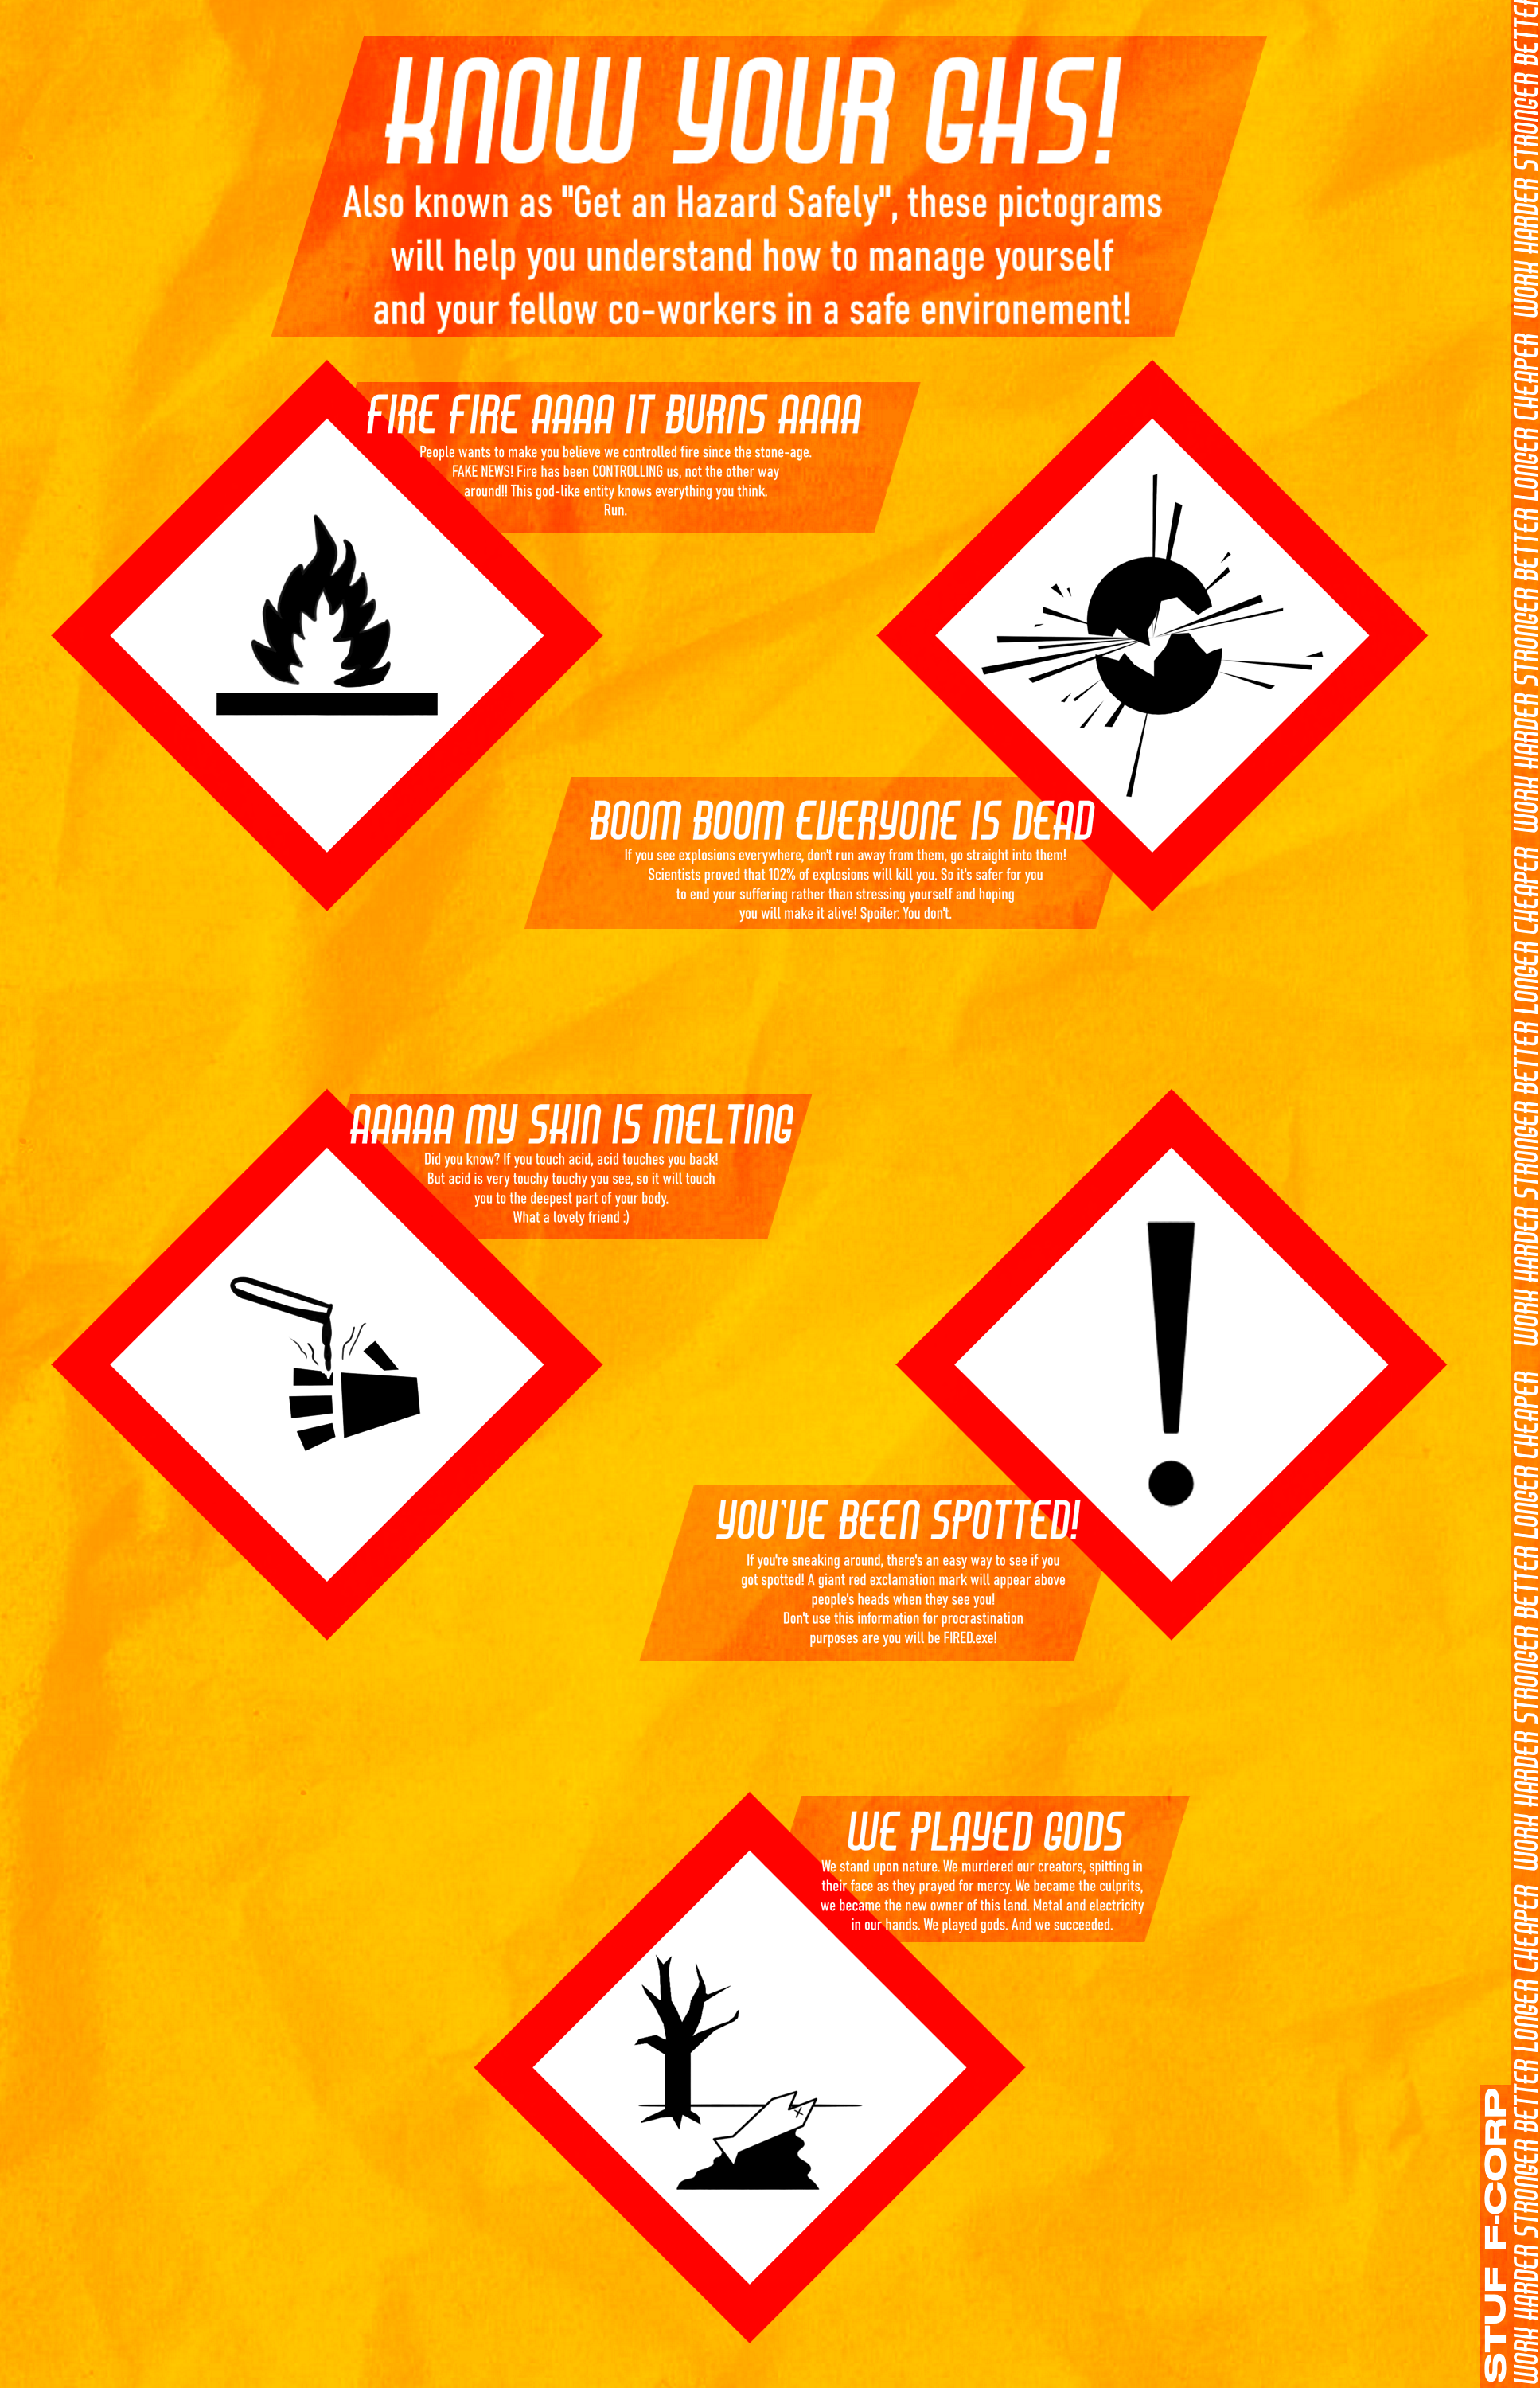 KNOW YOUR GHS!
Also known as "Get an Hazard Safely", these pictograms
will help you understand how to manage yourself
and your fellow co-workers in a safe environement!
FIRE FIRE AAAA IT BURNS AAAA
People wants to make you believe we controlled fire since the stone-age.
FAKE NEWS! Fire has been CONTROLLING us, not the other way
around!! This god-like entity knows everything you think.
Run.
BOOM BOOM EVERYONE IS DEAD
If you see explosions everywhere, don't run away from them, go straight into them!
Scientists proved that 102% of explosions will kill you. So it's safer for you
to end your suffering rather than stressing yourself and hoping
you will make it alive! Spoiler: You don't.
AAAAA MY SKIN IS MELTING
Did you know? If you touch acid, acid touches you back!
But acid is very touchy touchy you see, so it will touch
you to the deepest part of your body.
What a lovely friend :)
YOU'VE BEEN SPOTTED!
If you're sneaking around, there's an easy way to see if you
got spotted! A giant red exclamation mark will appear above
people's heads when they see you!
Don't use this information for procrastination
purposes are you will be FIRED.exe!
WE PLAYED GODS
We stand upon nature. We murdered our creators, spitting in
their face as they prayed for mercy. We became the culprits,
we became the new owner of this land. Metal and electricity
in our hands. We played gods. And we succeeded.
STUF F-CORP
WORK HARDER STRONGER BETTER LONGER CHEAPER WORK HARDER STRONGER BETTER LONGER CHEAPER WORK HARDER STRONGER BETTER LONGER CHEAPER WORK HARDER STRONGER BETTER LONGER CHEAPER WORK HARDER STRONGER BETTER